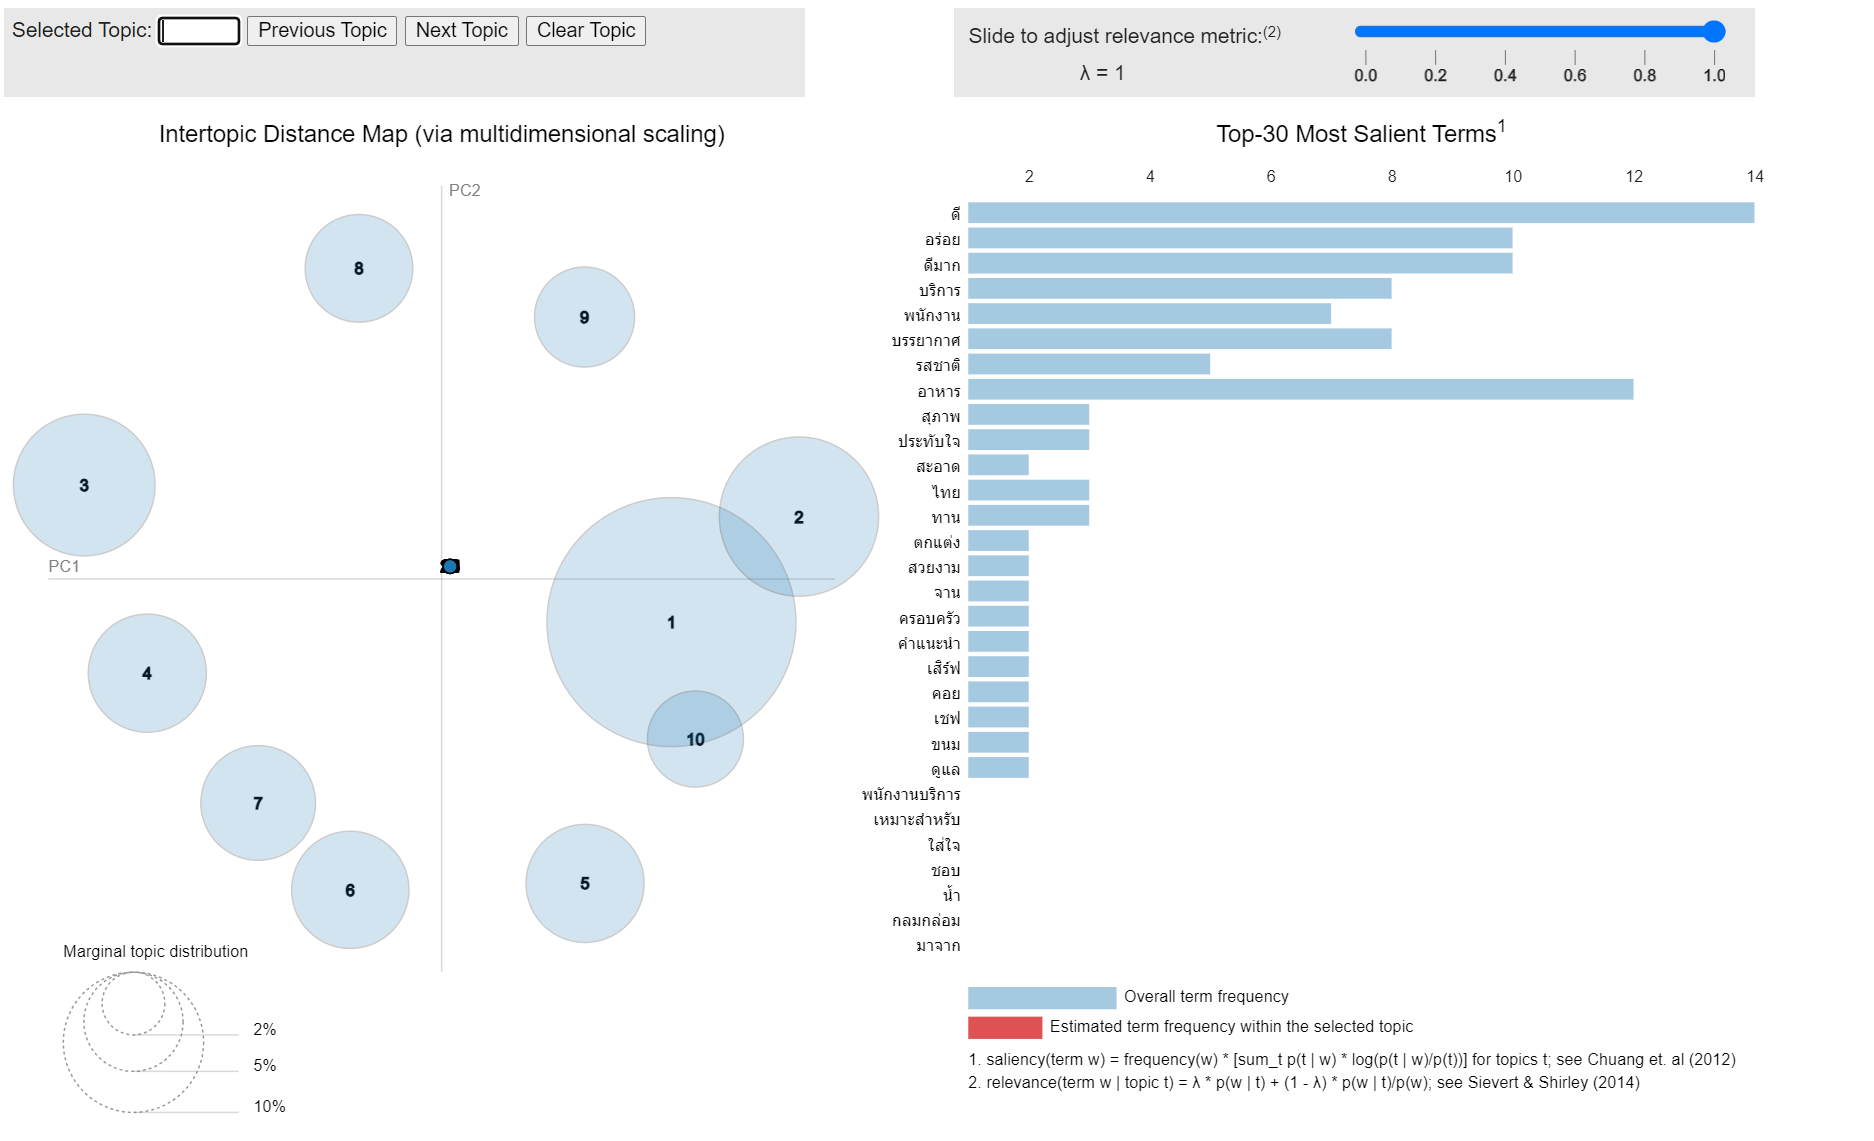 Selected Topic: Previous Topic Next Topic Clear Topic
Slide to adjust relevance metric:(2)
λ = 1
0.0 0.2 0.4 0.6 0.8 1.0
Intertopic Distance Map (via multidimensional scaling)
PC2
PC1
8
9
3
2
1
4
10
7
5
6
Marginal topic distribution
2%
5%
10%
Top-30 Most Salient Terms1
2 4 6 8 10 12 14
ดี
อร่อย
ดีมาก
บริการ
พนักงาน
บรรยากาศ
รสชาติ
อาหาร
สุภาพ
ประทับใจ
สะอาด
ไทย
ทาน
ตกแต่ง
สวยงาม
จาน
ครอบครัว
คำแนะนำ
เสิร์ฟ
คอย
เชฟ
ขนม
ดูแล
พนักงานบริการ
เหมาะสำหรับ
ใส่ใจ
ชอบ
น้ำ
กลมกล่อม
มาจาก
Overall term frequency
Estimated term frequency within the selected topic
1. saliency(term w) = frequency(w) * [sum_t p(t | w) * log(p(t | w)/p(t))] for topics t; see Chuang et. al (2012)
2. relevance(term w | topic t) = λ * p(w | t) + (1 - λ) * p(w | t)/p(w); see Sievert & Shirley (2014)